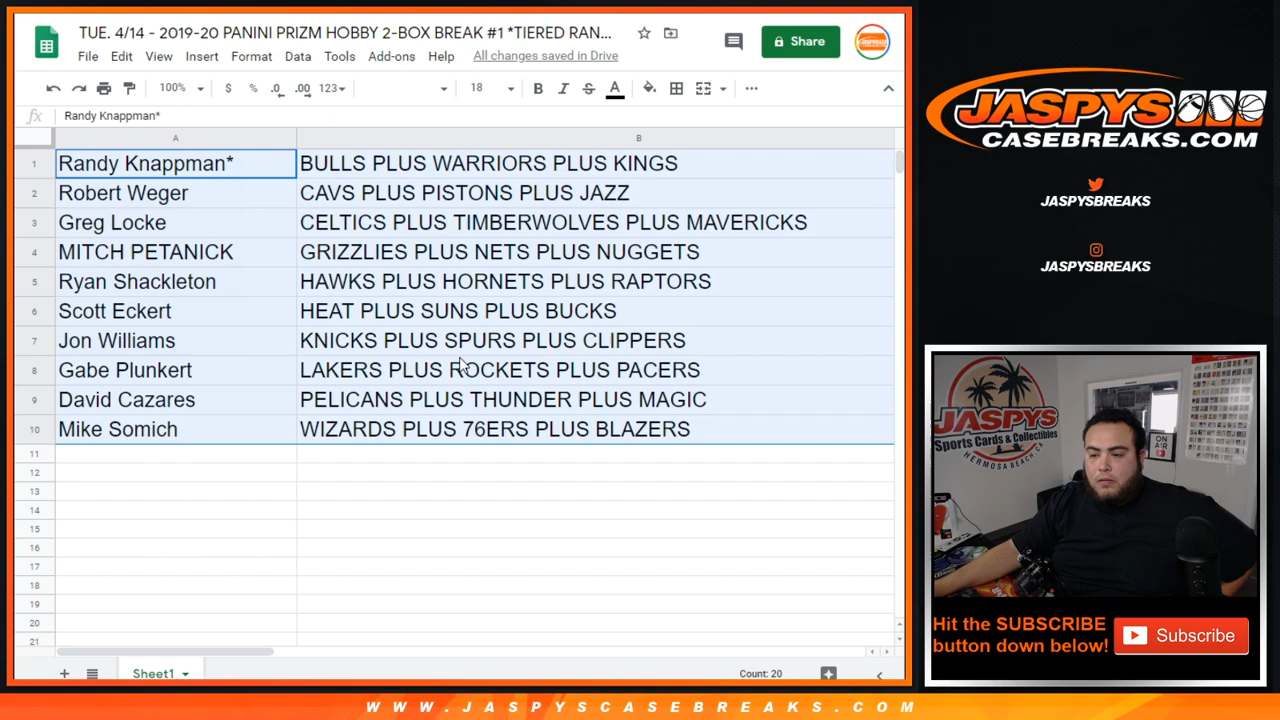 TUE. 4/14 - 2019-20 PANINI PRIZM HOBBY 2-BOX BREAK #1 *TIERED RAN...
Share
File Edit View Insert Format Data Tools Add-ons Help All changes saved in Drive
100% $ % .0 .00 123 18 B I S A
fx Randy Knappman*
A B
1 Randy Knappman* BULLS PLUS WARRIORS PLUS KINGS
2 Robert Weger CAVS PLUS PISTONS PLUS JAZZ
3 Greg Locke CELTICS PLUS TIMBERWOLVES PLUS MAVERICKS
4 MITCH PETANICK GRIZZLIES PLUS NETS PLUS NUGGETS
5 Ryan Shackleton HAWKS PLUS HORNETS PLUS RAPTORS
6 Scott Eckert HEAT PLUS SUNS PLUS BUCKS
7 Jon Williams KNICKS PLUS SPURS PLUS CLIPPERS
8 Gabe Plunkert LAKERS PLUS ROCKETS PLUS PACERS
9 David Cazares PELICANS PLUS THUNDER PLUS MAGIC
10 Mike Somich WIZARDS PLUS 76ERS PLUS BLAZERS
11
12
13
14
15
16
17
18
19
20
21
Sheet1 Count: 20
JASPYS
CASEBREAKS.COM
JASPYSBREAKS
JASPYSBREAKS
JASPYS
Sports Cards & Collectibles
HERMOSA BEACH, CA
ON
AIR
Hit the SUBSCRIBE
button down below!
Subscribe
WWW.JASPYSCASEBREAKS.COM